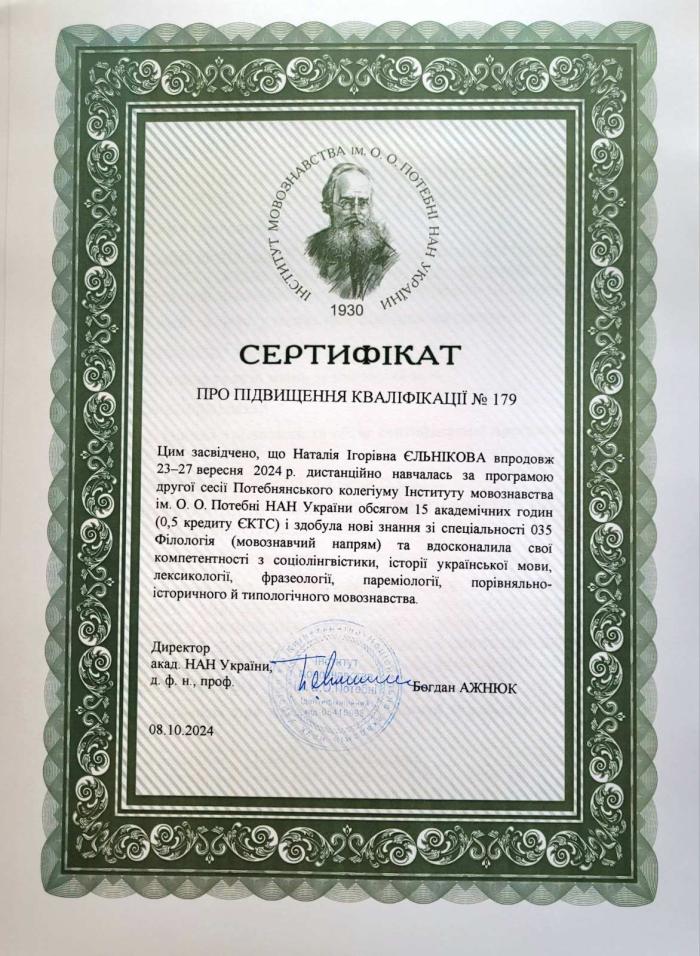 ІНСТИТУТ МОВОЗНАВСТВА ІМ. О. О. ПОТЕБНІ НАН УКРАЇНИ
1930
СЕРТИФІКАТ
ПРО ПІДВИЩЕННЯ КВАЛІФІКАЦІЇ № 179
Цим засвідчено, що Наталія Ігорівна ЄЛЬНІКОВА впродовж
23–27 вересня 2024 р. дистанційно навчалась за програмою
другої сесії Потебнянського колегіуму Інституту мовознавства
ім. О. О. Потебні НАН України обсягом 15 академічних годин
(0,5 кредиту ЄКТС) і здобула нові знання зі спеціальності 035
Філологія (мовознавчий напрям) та вдосконалила свої
компетентності з соціолінгвістики, історії української мови,
лексикології, фразеології, пареміології, порівняльно-
історичного й типологічного мовознавства.
Директор
акад. НАН України,
д. ф. н., проф.
Богдан АЖНЮК
Інститут
О.О.Потебні
Ідентифікаційний
08.10.2024